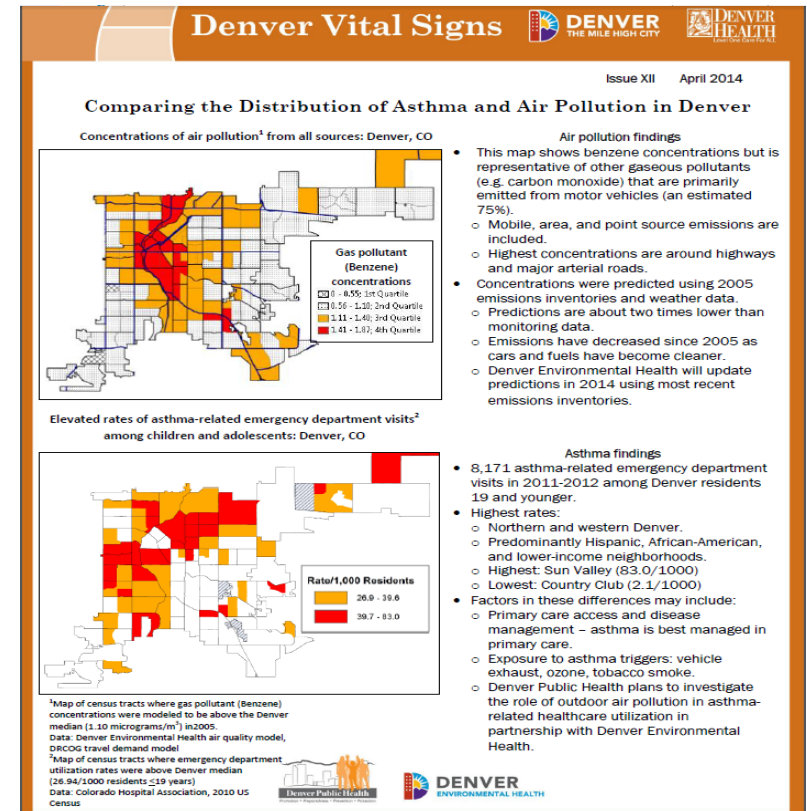 Denver Vital Signs
DENVER
THE MILE HIGH CITY
DENVER
HEALTH
Level One Care For ALL
Issue XII April 2014
Comparing the Distribution of Asthma and Air Pollution in Denver
Concentrations of air pollution¹ from all sources: Denver, CO
Gas pollutant
(Benzene)
concentrations
0 - 0.55; 1st Quartile
0.56 - 1.10; 2nd Quartile
1.11 - 1.40; 3rd Quartile
1.41 - 1.87; 4th Quartile
Air pollution findings
• This map shows benzene concentrations but is
representative of other gaseous pollutants
(e.g. carbon monoxide) that are primarily
emitted from motor vehicles (an estimated
75%).
o Mobile, area, and point source emissions are
included.
o Highest concentrations are around highways
and major arterial roads.
• Concentrations were predicted using 2005
emissions inventories and weather data.
o Predictions are about two times lower than
monitoring data.
o Emissions have decreased since 2005 as
cars and fuels have become cleaner.
o Denver Environmental Health will update
predictions in 2014 using most recent
emissions inventories.
Elevated rates of asthma-related emergency department visits²
among children and adolescents: Denver, CO
Rate/1,000 Residents
26.9 - 39.6
39.7 - 83.0
Asthma findings
• 8,171 asthma-related emergency department
visits in 2011-2012 among Denver residents
19 and younger.
• Highest rates:
o Northern and western Denver.
o Predominantly Hispanic, African-American,
and lower-income neighborhoods.
o Highest: Sun Valley (83.0/1000)
o Lowest: Country Club (2.1/1000)
• Factors in these differences may include:
o Primary care access and disease
management – asthma is best managed in
primary care.
o Exposure to asthma triggers: vehicle
exhaust, ozone, tobacco smoke.
o Denver Public Health plans to investigate
the role of outdoor air pollution in asthma-
related healthcare utilization in
partnership with Denver Environmental
Health.
¹Map of census tracts where gas pollutant (Benzene)
concentrations were modeled to be above the Denver
median (1.10 micrograms/m³) in2005.
Data: Denver Environmental Health air quality model,
DRCOG travel demand model
²Map of census tracts where emergency department
utilization rates were above Denver median
(26.94/1000 residents ≤19 years)
Data: Colorado Hospital Association, 2010 US
Census
Denver Public Health
Promotion • Preparedness • Prevention • Protection
DENVER
ENVIRONMENTAL HEALTH